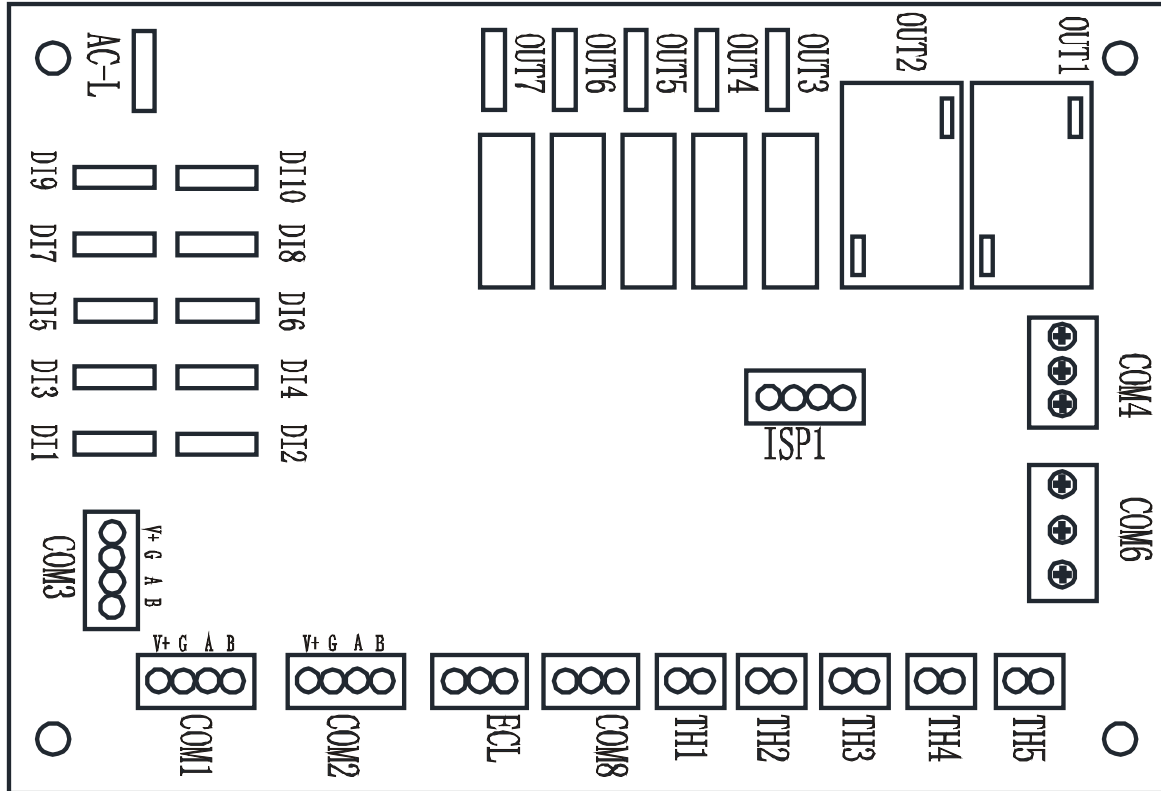 AC-L
OUT7
OUT6
OUT5
OUT4
OUT3
OUT2
OUT1
DI9
DI10
DI7
DI8
DI5
DI6
DI3
DI4
DI1
DI2
ISP1
COM4
COM6
COM3
V+ G A B
V+ G A B
V+ G A B
COM1
COM2
ECL
COM8
TH1
TH2
TH3
TH4
TH5